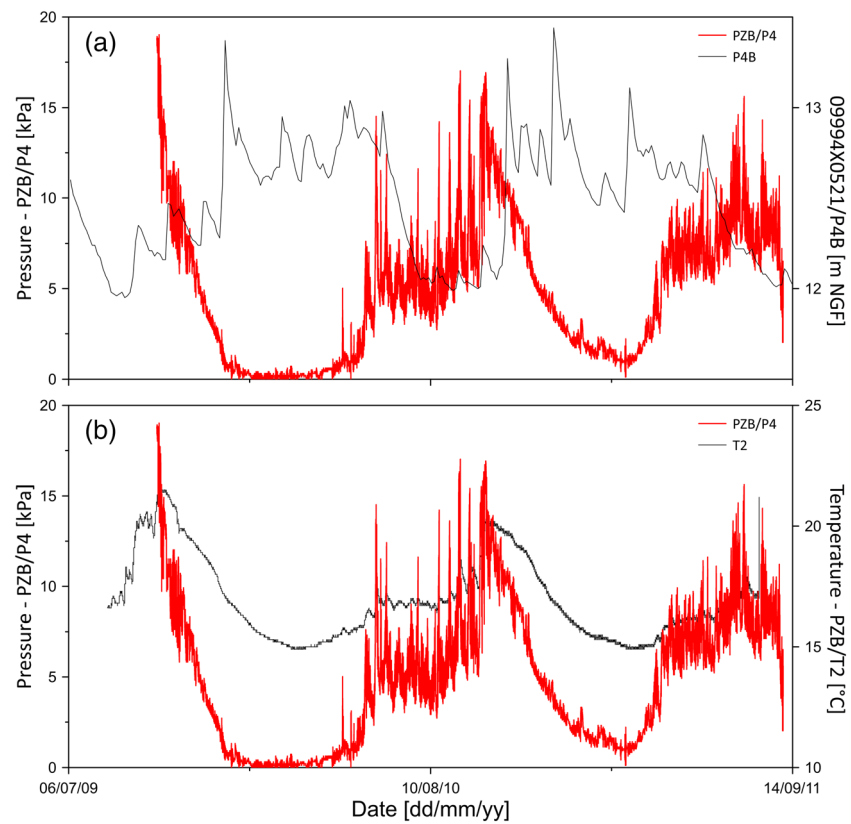 (a)
PZB/P4
P4B
20
15
10
5
0
Pressure - PZB/P4 [kPa]
13
12
09994X0521/P4B [m NGF]
(b)
PZB/P4
T2
20
15
10
5
0
Pressure - PZB/P4 [kPa]
25
20
15
10
Temperature - PZB/T2 [°C]
06/07/09
10/08/10
14/09/11
Date [dd/mm/yy]